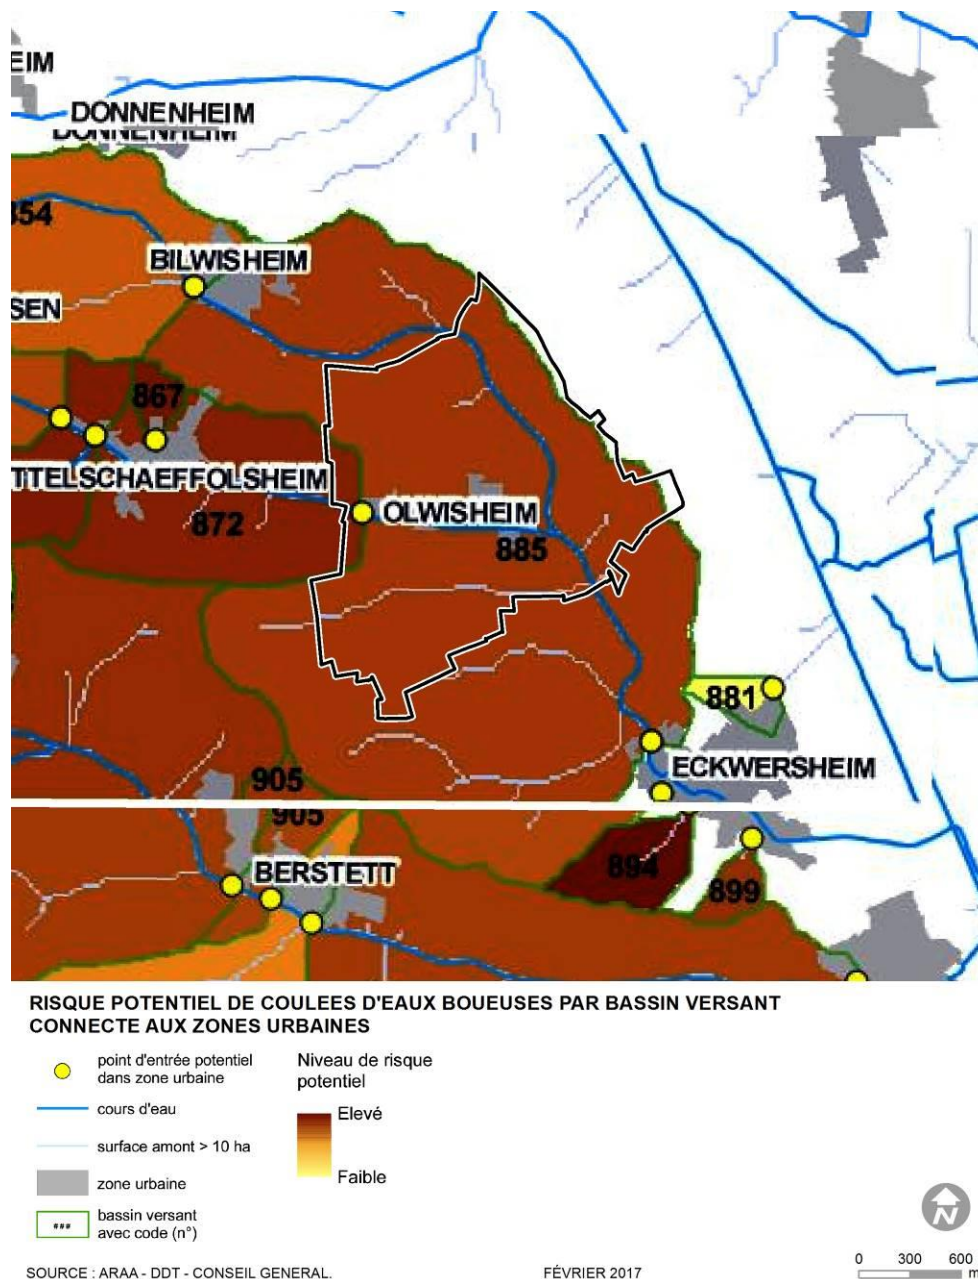 EIM
DONNENHEIM
DONNENHEIM
354
BILWISHEIM
SEN
867
TTELSCHAEFFOLSHEIM
OLWISHEIM
872
885
881
905
ECKWERSHEIM
905
894
BERSTETT
899
RISQUE POTENTIEL DE COULEES D'EAUX BOUEUSES PAR BASSIN VERSANT
CONNECTE AUX ZONES URBAINES
point d'entrée potentiel
dans zone urbaine
cours d'eau
surface amont > 10 ha
zone urbaine
###
bassin versant
avec code (n°)
Niveau de risque
potentiel
Elevé
Faible
N
0 300 600
m
SOURCE : ARAA - DDT - CONSEIL GENERAL.
FÉVRIER 2017